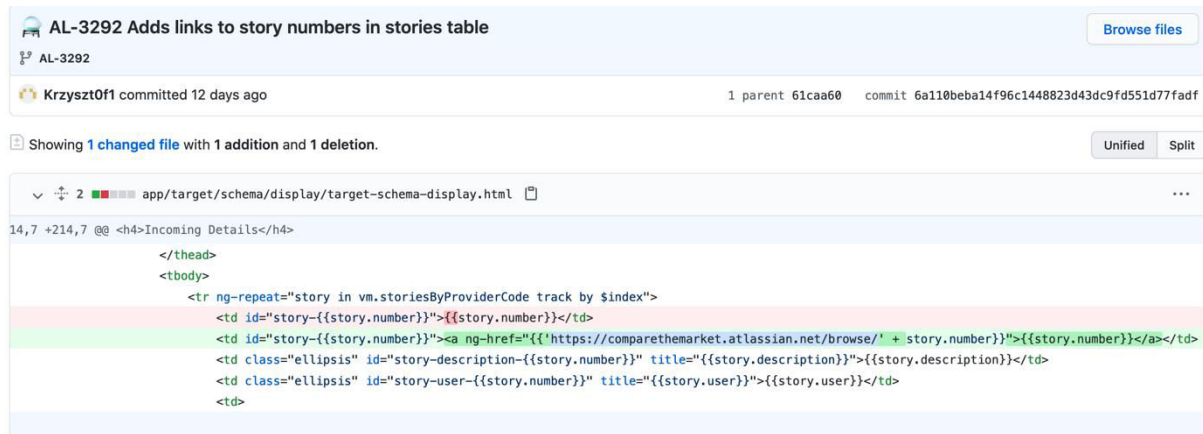 AL-3292 Adds links to story numbers in stories table
Browse files
AL-3292
Krzyszt0f1 committed 12 days ago
1 parent 61caa60 commit 6a110beba14f96c1448823d43dc9fd551d77fadf
Showing 1 changed file with 1 addition and 1 deletion.
Unified Split
2 app/target/schema/display/target-schema-display.html
14,7 +214,7 @@ <h4>Incoming Details</h4>
</thead>
<tbody>
<tr ng-repeat="story in vm.storiesByProviderCode track by $index">
<td id="story-{{story.number}}">{{story.number}}</td>
<td id="story-{{story.number}}"><a ng-href="{{'https://comparethemarket.atlassian.net/browse/' + story.number}}">{{story.number}}</a></td>
<td class="ellipsis" id="story-description-{{story.number}}" title="{{story.description}}">{{story.description}}</td>
<td class="ellipsis" id="story-user-{{story.number}}" title="{{story.user}}">{{story.user}}</td>
<td>